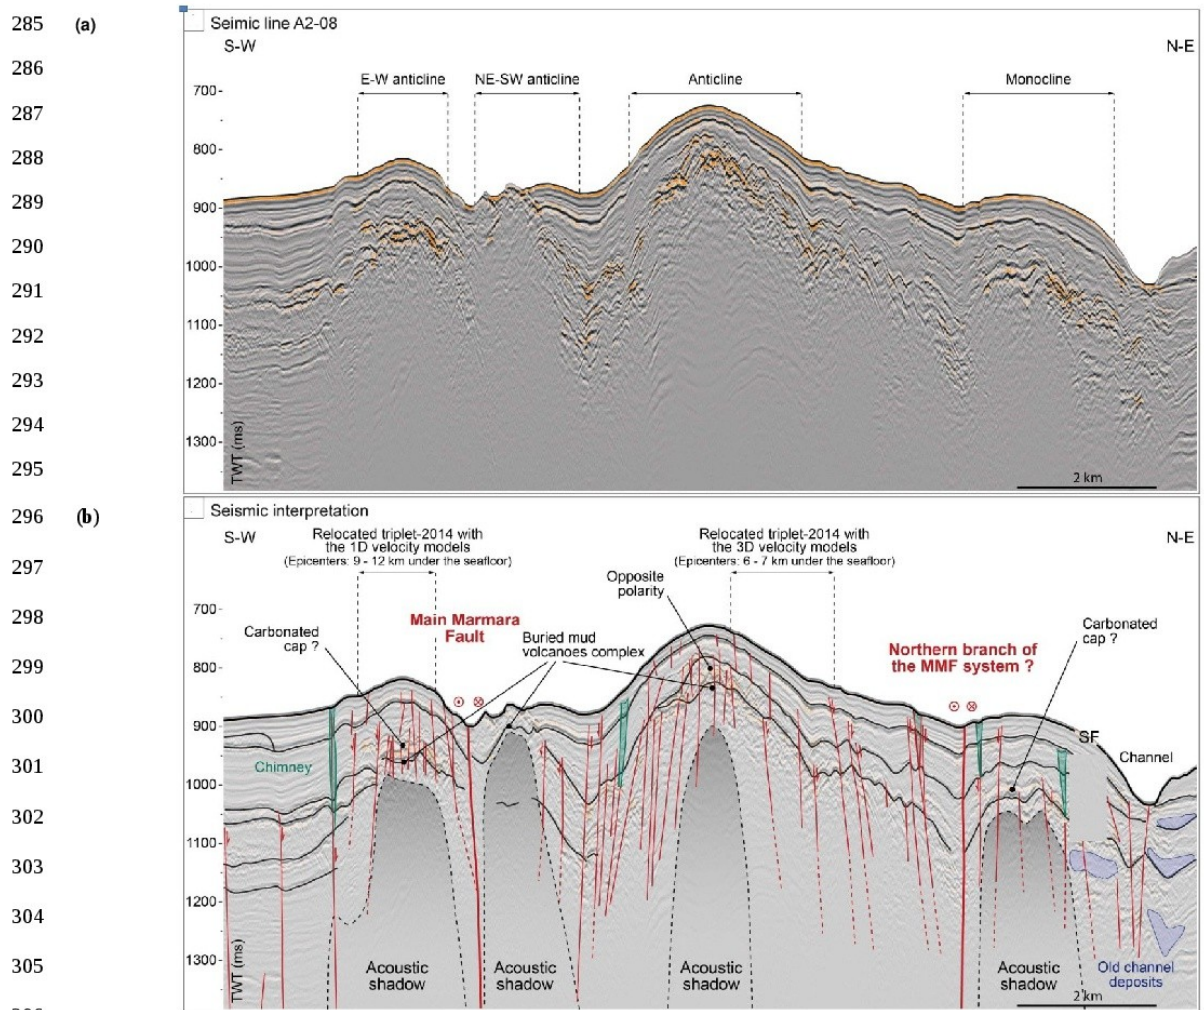 285 (a) Seimic line A2-08
S-W N-E
286
E-W anticline NE-SW anticline Anticline Monocline
700
287
288 800
289 900
290
1000
291
1100
292
293 1200
294
1300
TWT (ms)
295 2 km
296 (b) Seismic interpretation
S-W N-E
Relocated triplet-2014 with
the 1D velocity models
(Epicenters: 9 - 12 km under the seafloor)
Relocated triplet-2014 with
the 3D velocity models
(Epicenters: 6 - 7 km under the seafloor)
297
Opposite
polarity
298 700
Main Marmara
Fault
Carbonated
cap ?
Buried mud
volcanoes complex
Northern branch of
the MMF system ?
Carbonated
cap ?
299 800
300 900
SF
Channel
301
Chimney
1000
302
1100
303
304 1200
305 1300
TWT (ms)
Acoustic
shadow
Acoustic
shadow
Acoustic
shadow
Acoustic
shadow
Old channel
deposits
2 km